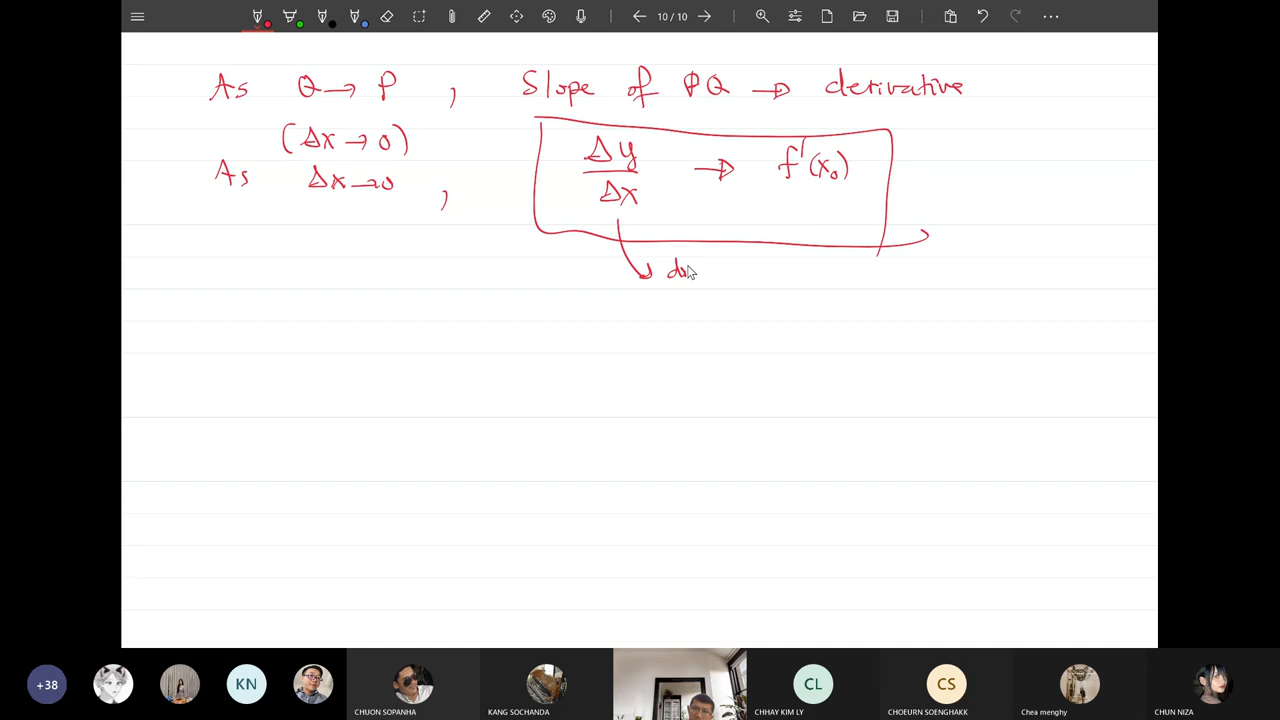 10 / 10
As Q → P , Slope of PQ → derivative
(Δx → 0)
As Δx → 0 , Δy/Δx → f'(x₀)
+38
KN
CHUON SOPANHA
KANG SOCHANDA
CL
CHHAY KIM LY
CS
CHOEURN SOENGHAKK
Chea menghy
CHUN NIZA